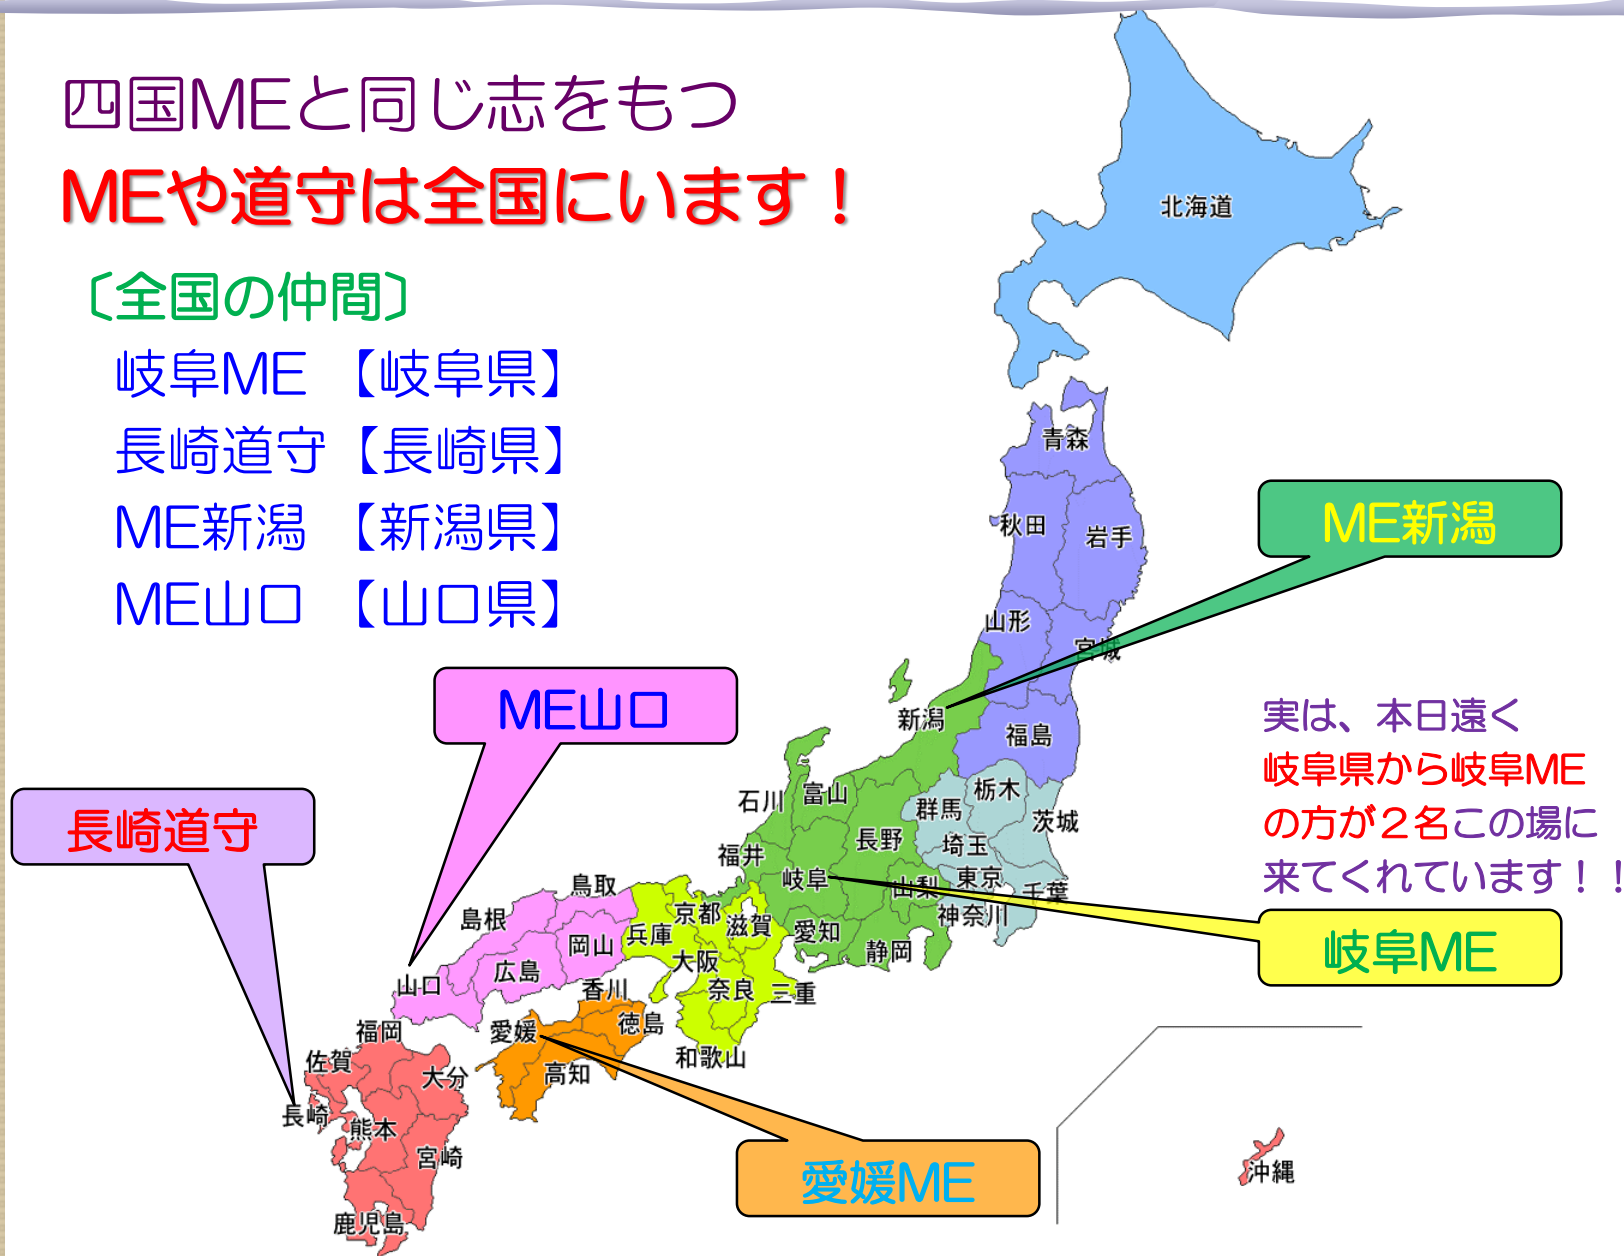 四国MEと同じ志をもつ
MEや道守は全国にいます！
〔全国の仲間〕
岐阜ME 【岐阜県】
長崎道守 【長崎県】
ME新潟 【新潟県】
ME山口 【山口県】
北海道
青森
秋田
岩手
山形
宮城
福島
ME新潟
新潟
実は、本日遠く
岐阜県から岐阜ME
の方が２名この場に
来てくれています！！
岐阜ME
ME山口
長崎道守
石川
富山
群馬
栃木
茨城
長野
埼玉
福井
岐阜
山梨
東京
千葉
神奈川
愛知
静岡
鳥取
島根
岡山
兵庫
京都
滋賀
大阪
奈良
三重
広島
山口
香川
徳島
和歌山
愛媛
高知
福岡
佐賀
大分
長崎
熊本
宮崎
鹿児島
愛媛ME
沖縄